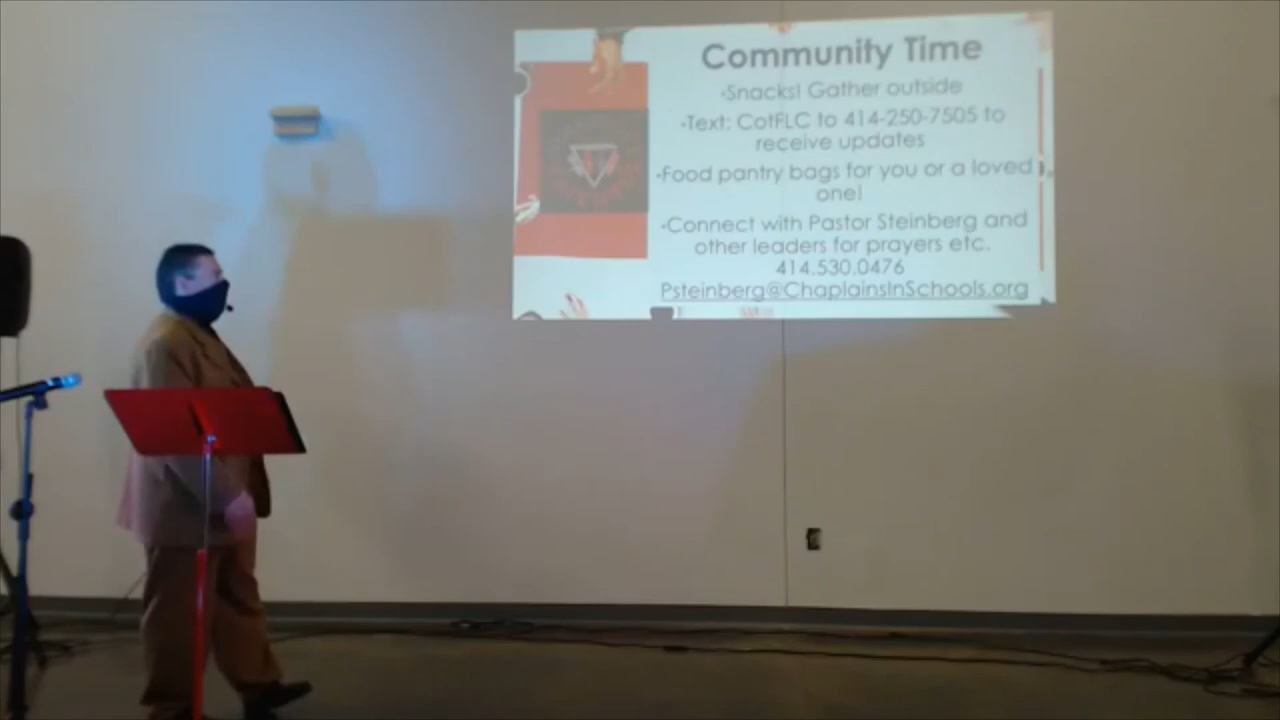 Community Time
•Snacks! Gather outside
•Text: CotFLC to 414-250-7505 to
receive updates
•Food pantry bags for you or a loved
one!
•Connect with Pastor Steinberg and
other leaders for prayers etc.
414.530.0476
Psteinberg@ChaplainsInSchools.org